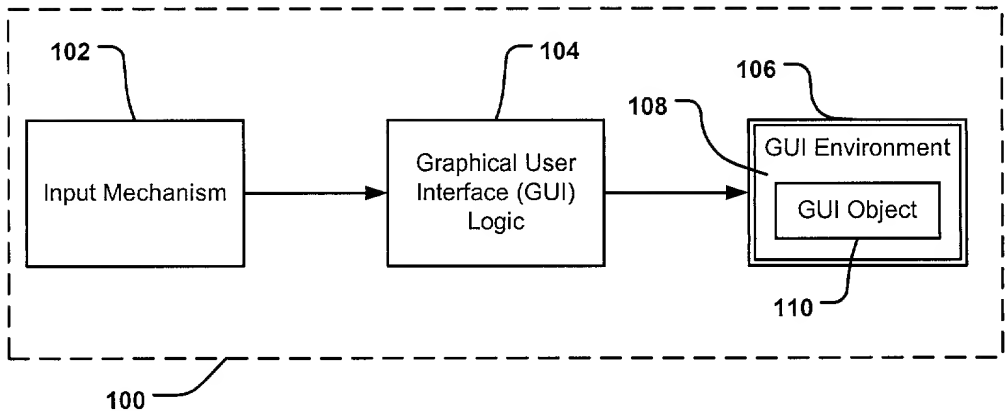 102
104
106
108
Input Mechanism
Graphical User
Interface (GUI)
Logic
GUI Environment
GUI Object
110
100